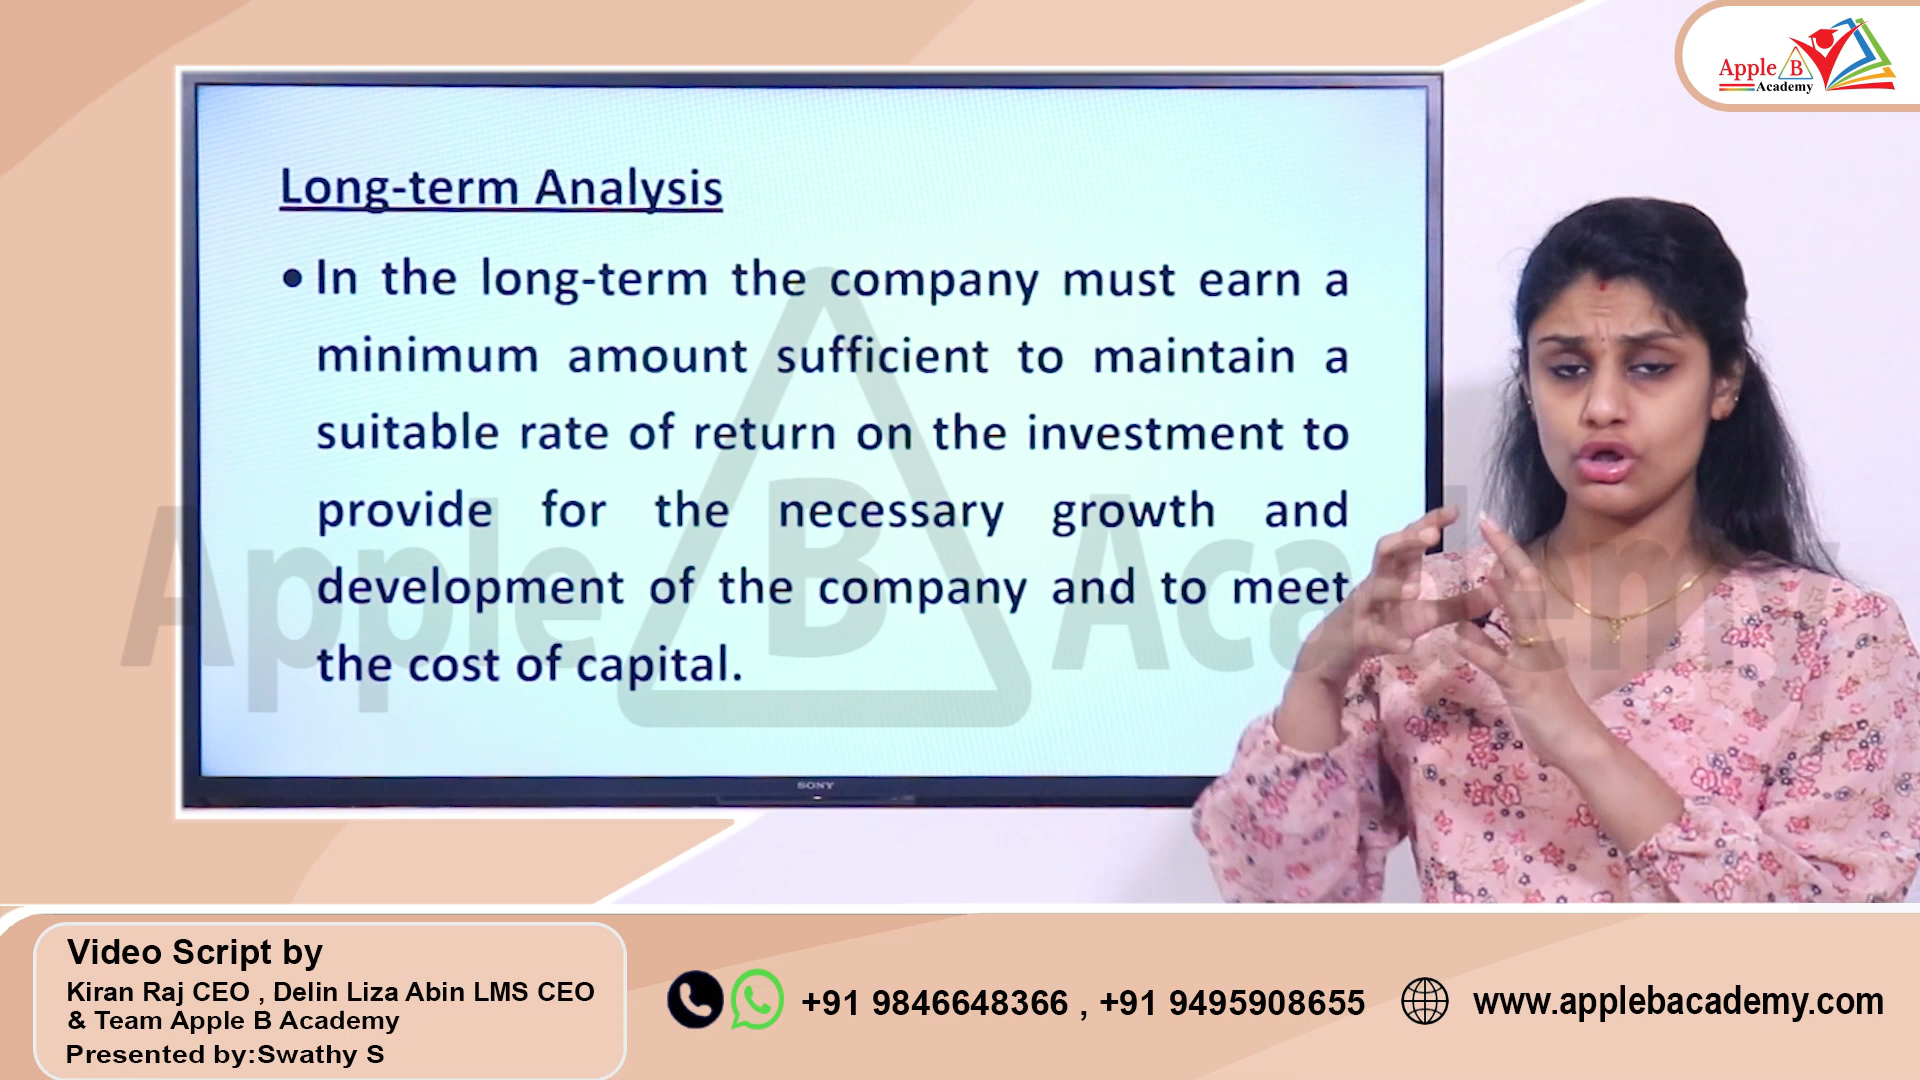 Apple B
Academy
Long-term Analysis
• In the long-term the company must earn a
minimum amount sufficient to maintain a
suitable rate of return on the investment to
provide for the necessary growth and
development of the company and to meet
the cost of capital.
Apple B Academy
SONY
Video Script by
Kiran Raj CEO , Delin Liza Abin LMS CEO
& Team Apple B Academy
Presented by:Swathy S
+91 9846648366 , +91 9495908655
www.applebacademy.com